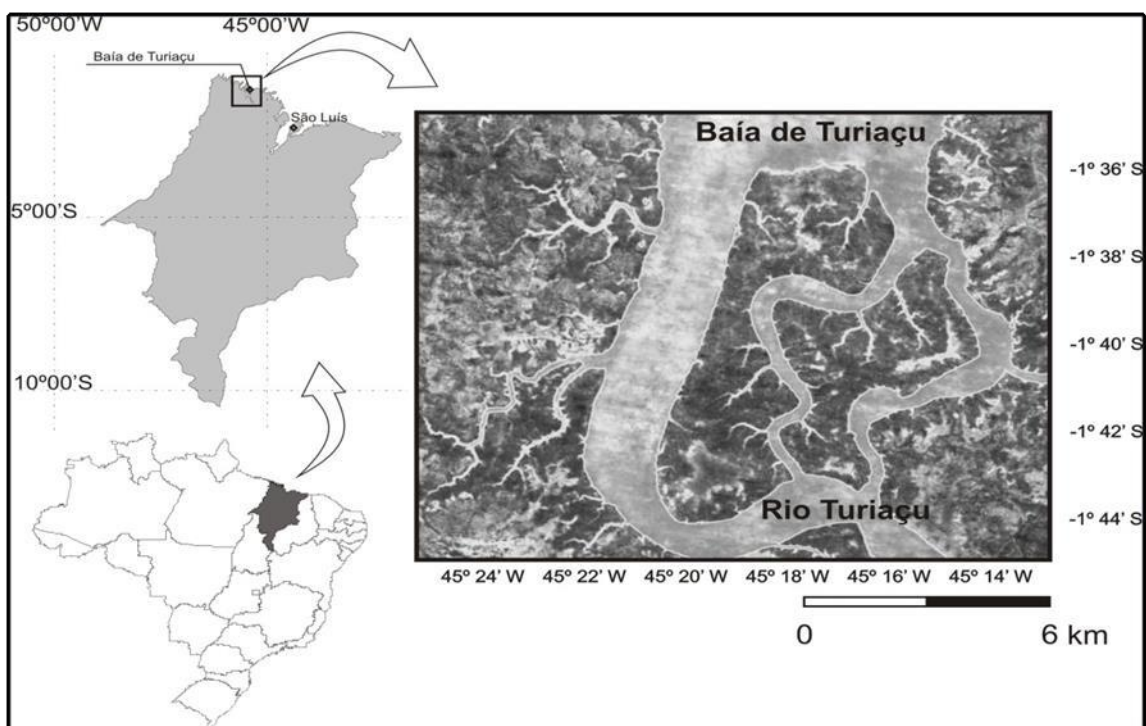 50º00'W
45º00'W
Baía de Turiaçu
São Luís
5º00'S
10º00'S
Baía de Turiaçu
-1º 36' S
-1º 38' S
-1º 40' S
-1º 42' S
-1º 44' S
Rio Turiaçu
45º 24' W
45º 22' W
45º 20' W
45º 18' W
45º 16' W
45º 14' W
0
6 km